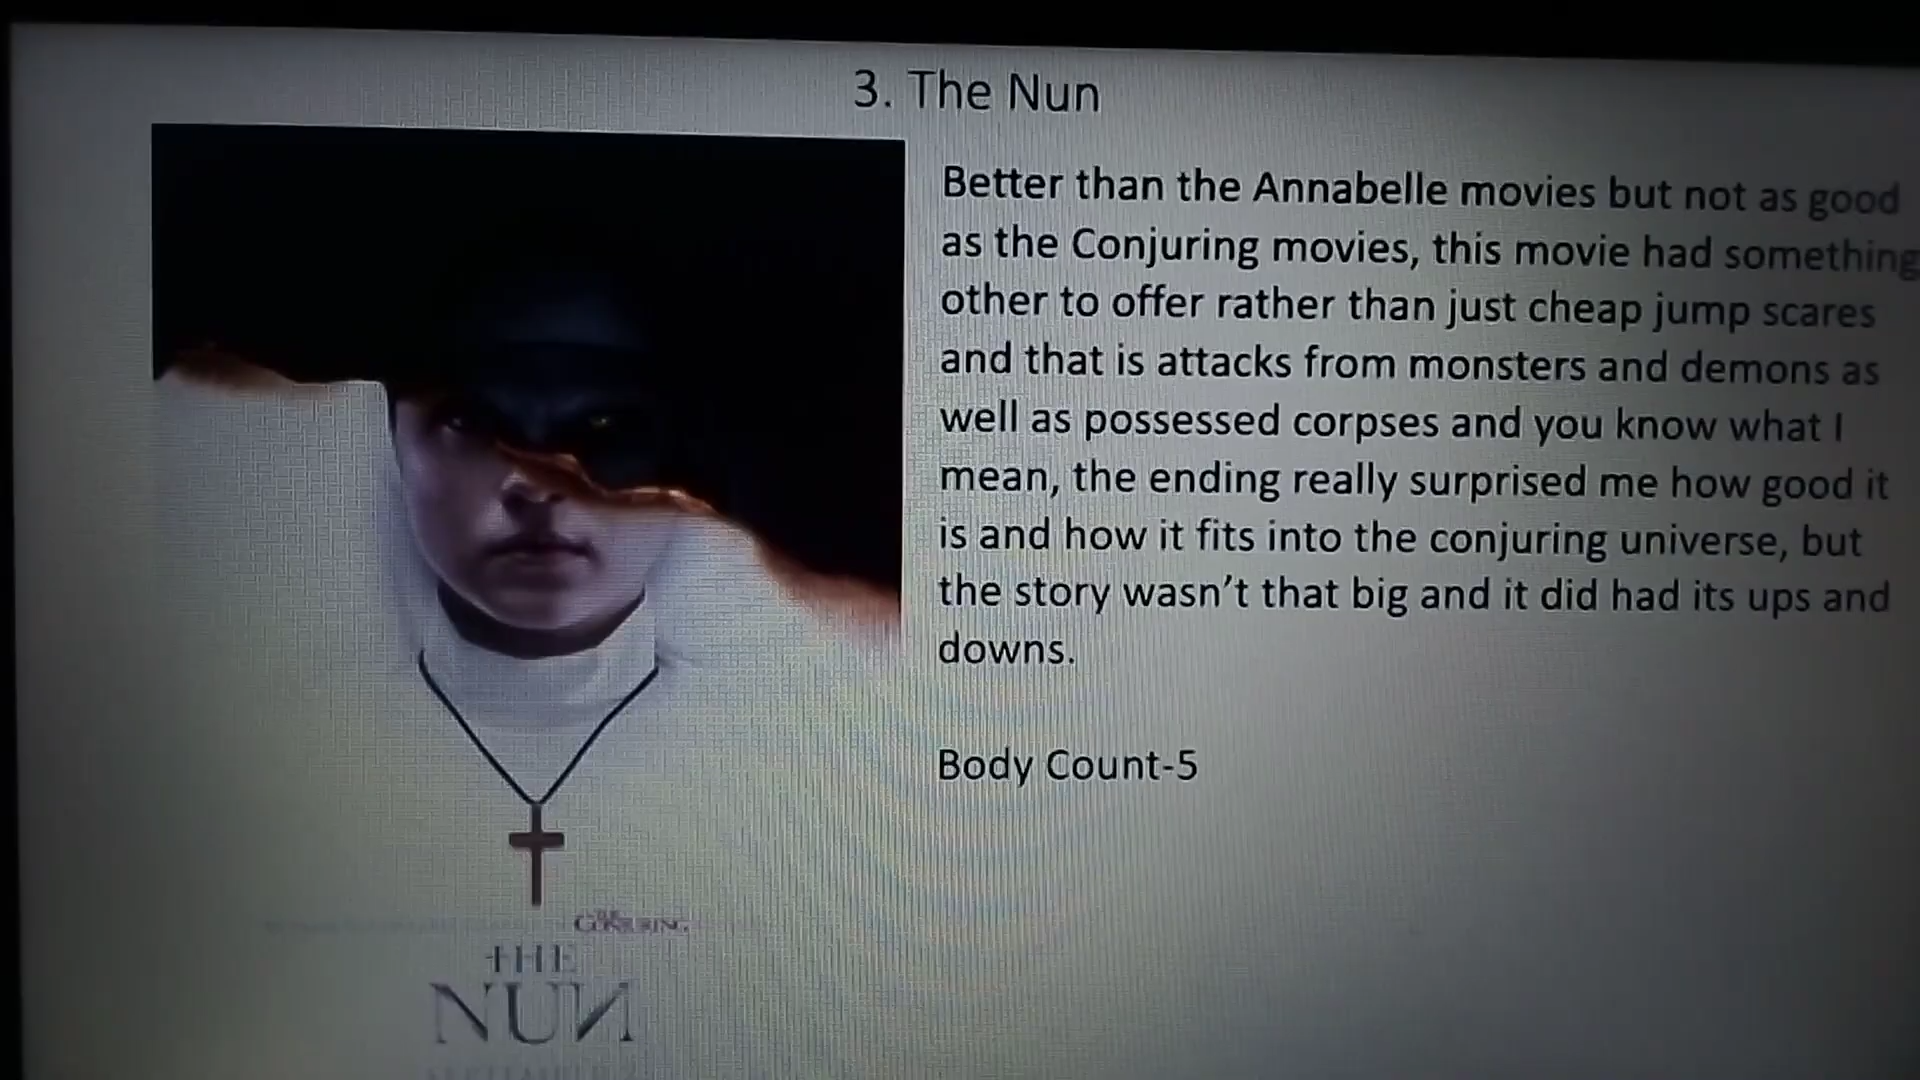 3. The Nun
Better than the Annabelle movies but not as good
as the Conjuring movies, this movie had something
other to offer rather than just cheap jump scares
and that is attacks from monsters and demons as
well as possessed corpses and you know what I
mean, the ending really surprised me how good it
is and how it fits into the conjuring universe, but
the story wasn't that big and it did had its ups and
downs.
Body Count-5
THE CONJURING
THE
NUN